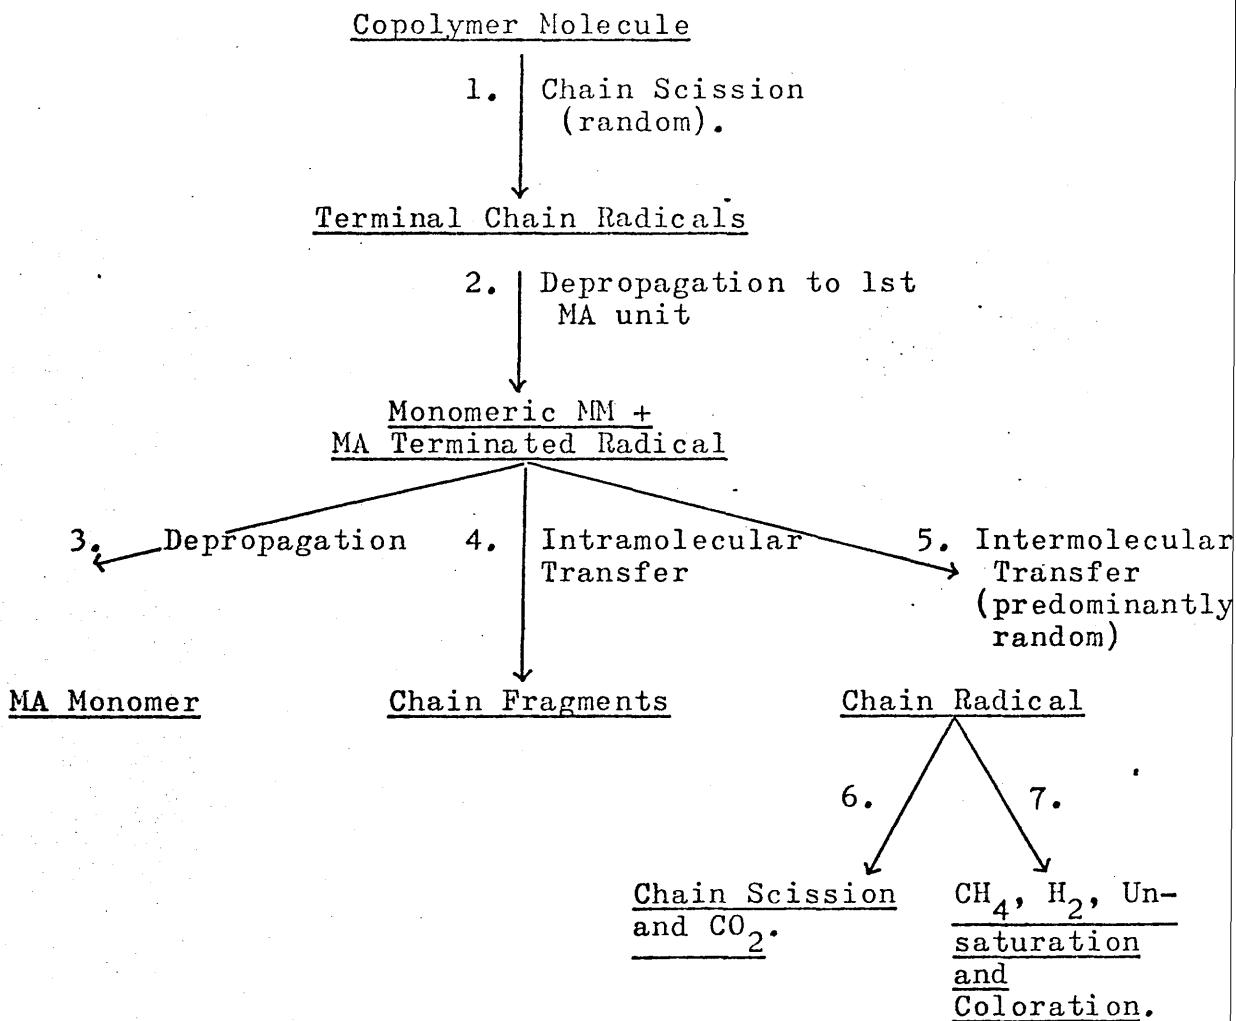 Copolymer Molecule
1. Chain Scission
(random).
Terminal Chain Radicals
2. Depropagation to 1st
MA unit
Monomeric MM +
MA Terminated Radical
3. Depropagation
4. Intramolecular
Transfer
5. Intermolecular
Transfer
(predominantly
random)
MA Monomer
Chain Fragments
Chain Radical
6.
7.
Chain Scission
and CO2.
CH4, H2, Un-
saturation
and
Coloration.